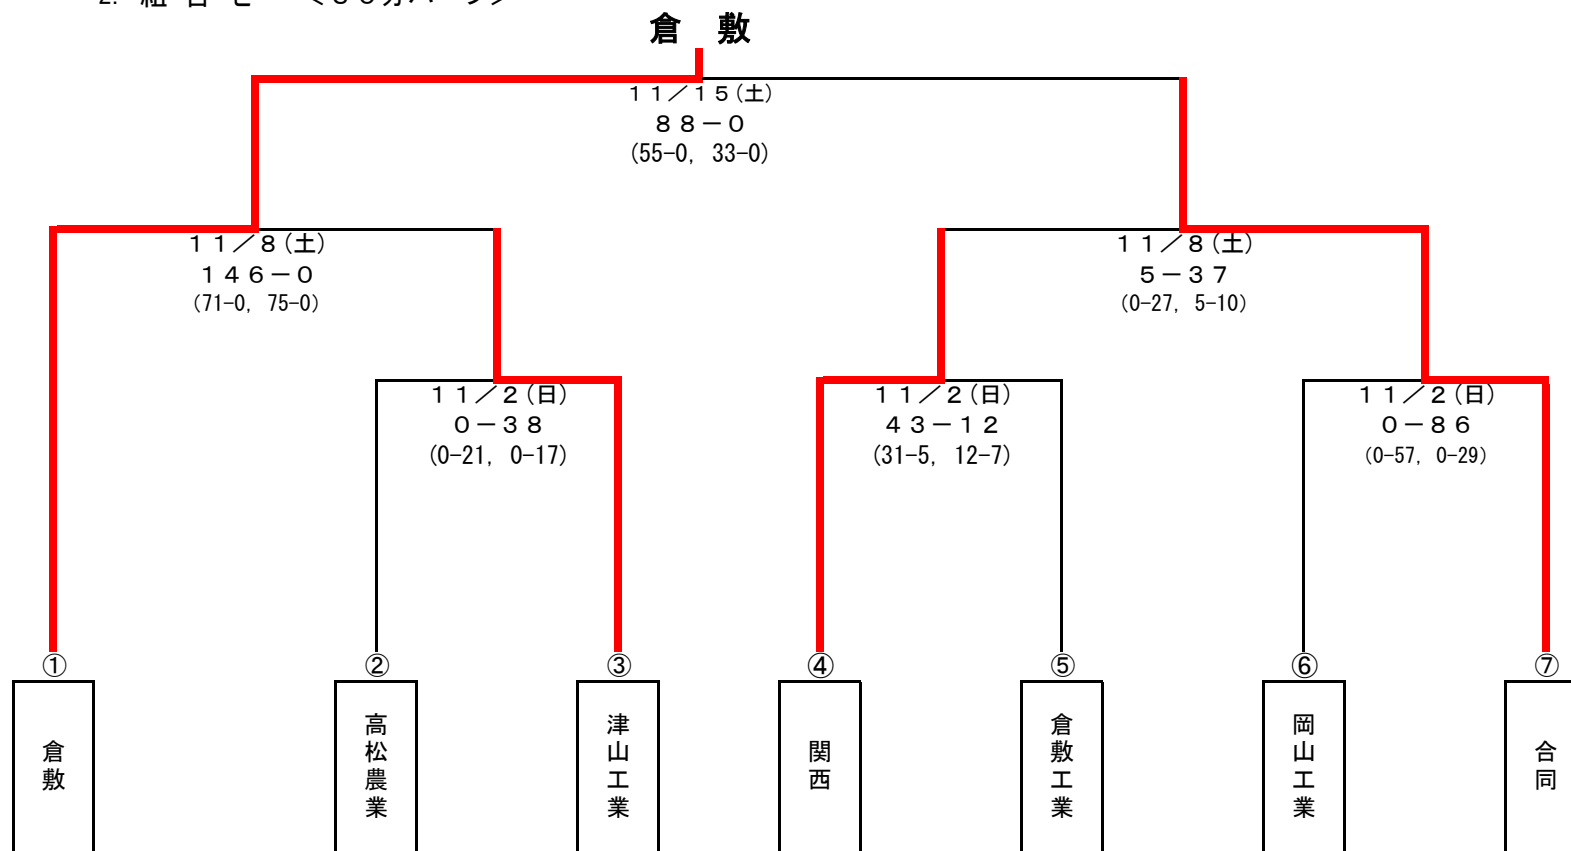 倉 敷
１１／１５(土)
８８－０
(55-0, 33-0)
１１／８(土)
１４６－０
(71-0, 75-0)
１１／８(土)
５－３７
(0-27, 5-10)
１１／２(日)
０－３８
(0-21, 0-17)
１１／２(日)
４３－１２
(31-5, 12-7)
１１／２(日)
０－８６
(0-57, 0-29)
①
②
③
④
⑤
⑥
⑦
倉敷
高松農業
津山工業
関西
倉敷工業
岡山工業
合同